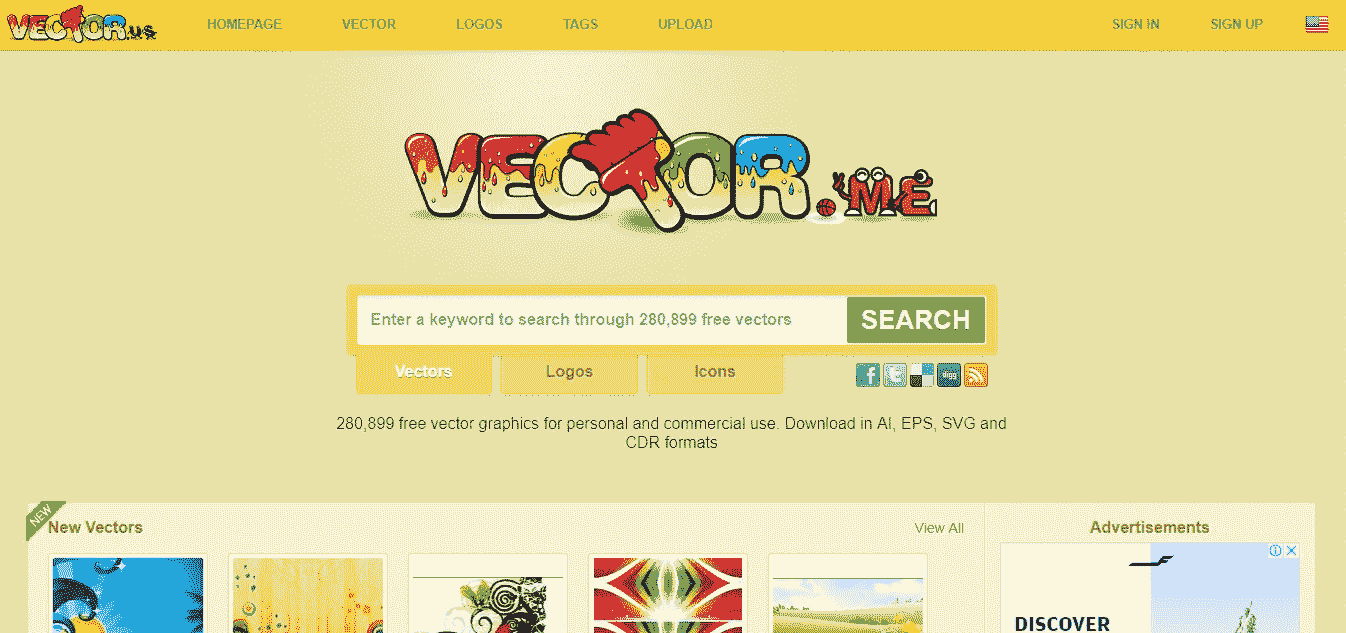 VECTOR.us HOMEPAGE VECTOR LOGOS TAGS UPLOAD SIGN IN SIGN UP
VECTOR.ME
Enter a keyword to search through 280,899 free vectors SEARCH
Vectors Logos Icons digg
280,899 free vector graphics for personal and commercial use. Download in AI, EPS, SVG and
CDR formats
NEW
New Vectors View All Advertisements
DISCOVER